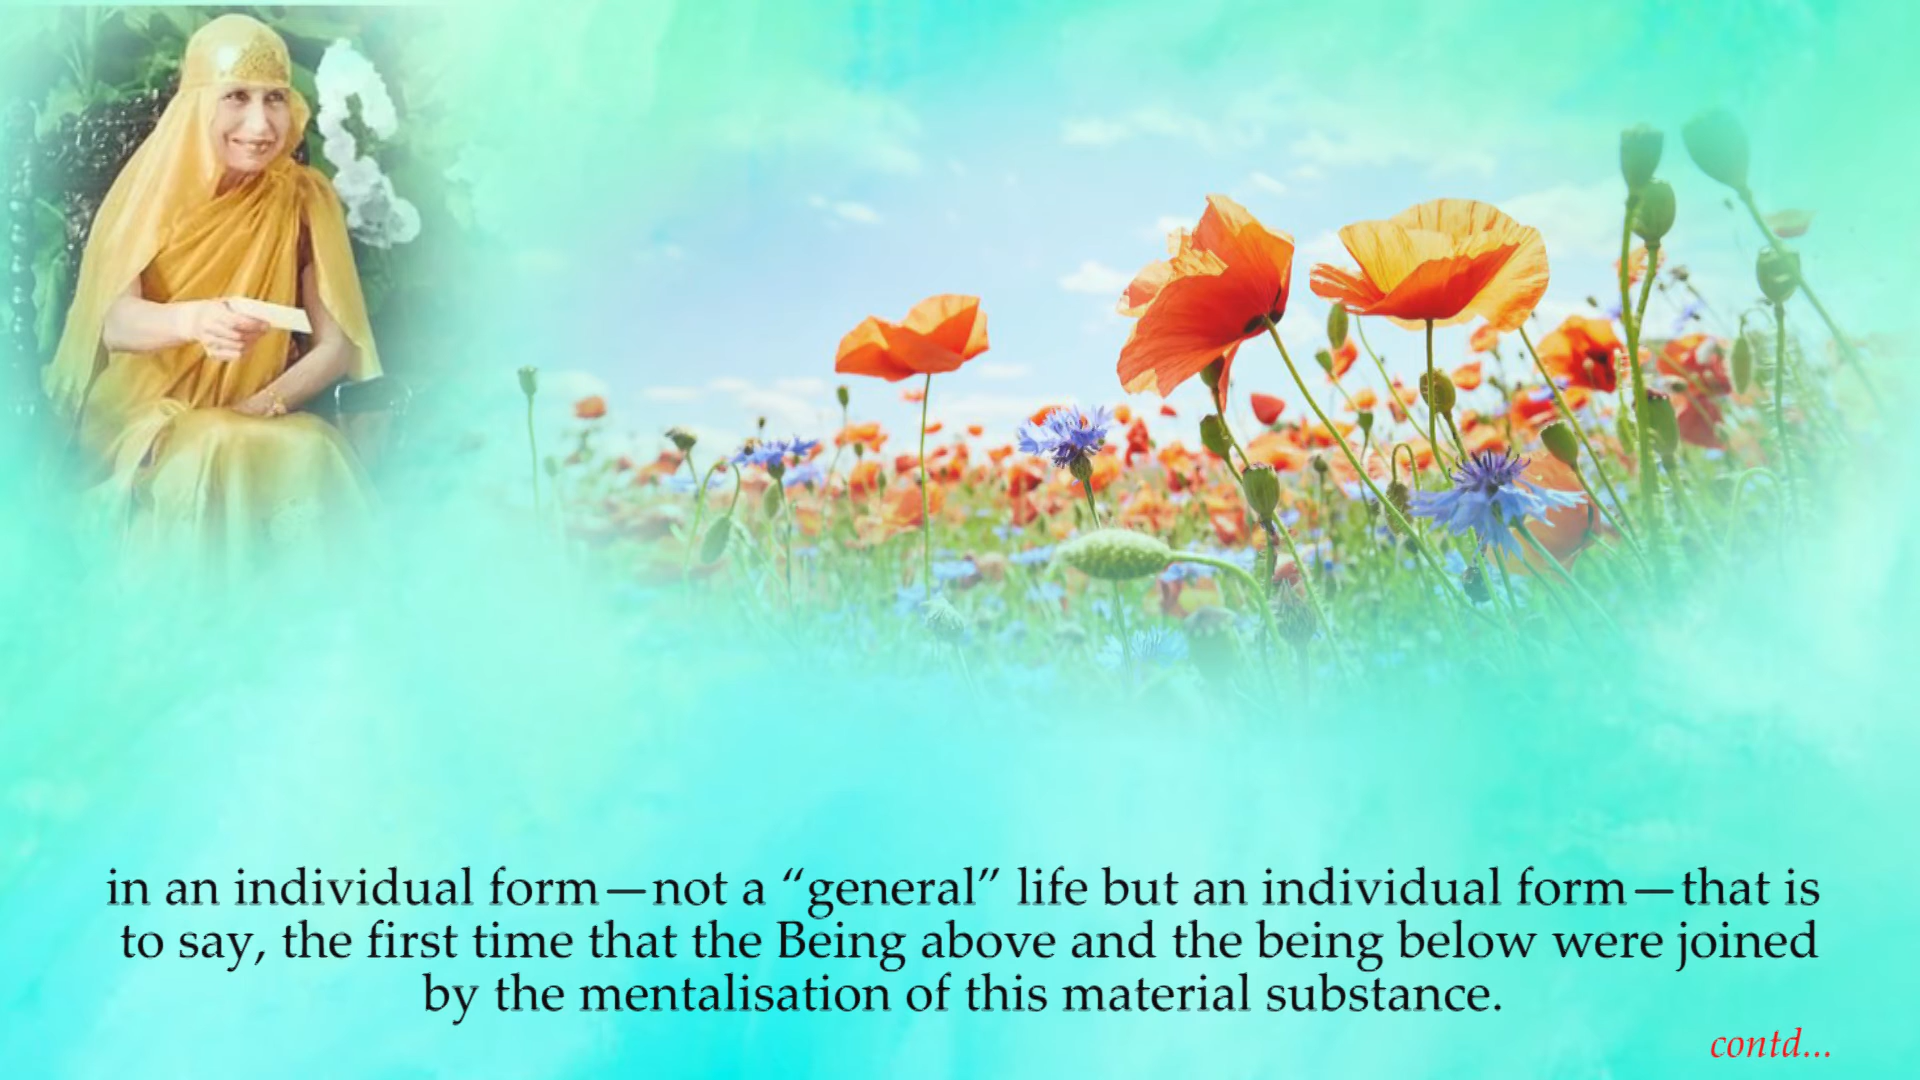 in an individual form—not a “general” life but an individual form—that is
to say, the first time that the Being above and the being below were joined
by the mentalisation of this material substance.
contd...